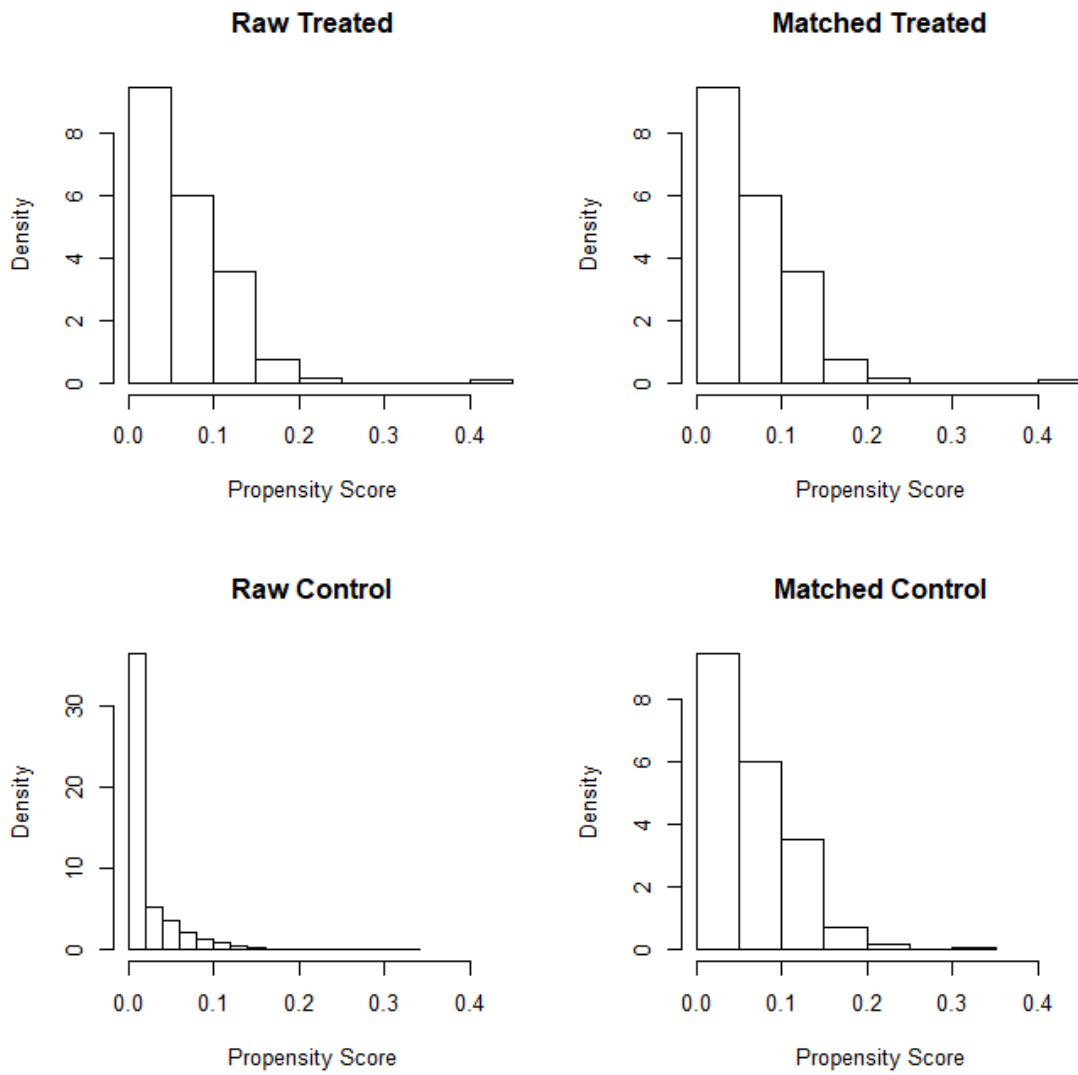 Raw Treated
Density
0 2 4 6 8
0.0 0.1 0.2 0.3 0.4
Propensity Score
Matched Treated
Density
0 2 4 6 8
0.0 0.1 0.2 0.3 0.4
Propensity Score
Raw Control
Density
0 10 20 30
0.0 0.1 0.2 0.3 0.4
Propensity Score
Matched Control
Density
0 2 4 6 8
0.0 0.1 0.2 0.3 0.4
Propensity Score